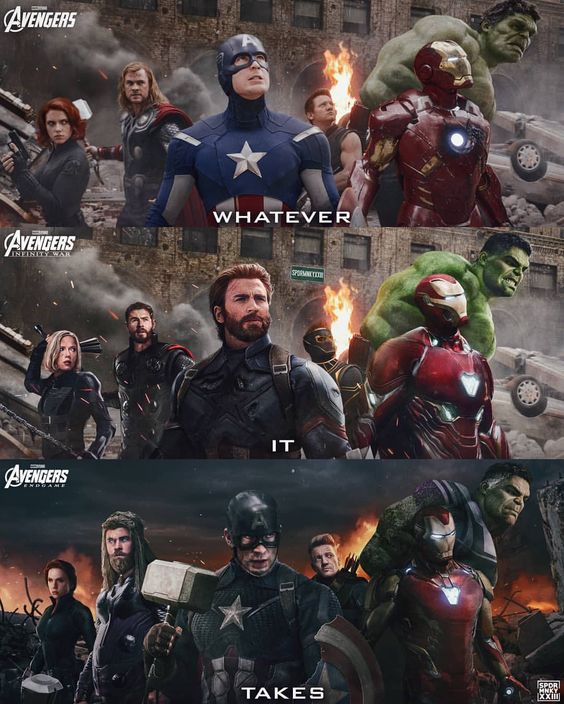 AVENGERS
WHATEVER
AVENGERS
INFINITY WAR
SPDRMNKYXXIII
IT
AVENGERS
ENDGAME
TAKES
SPDR
MNKY
XXIII